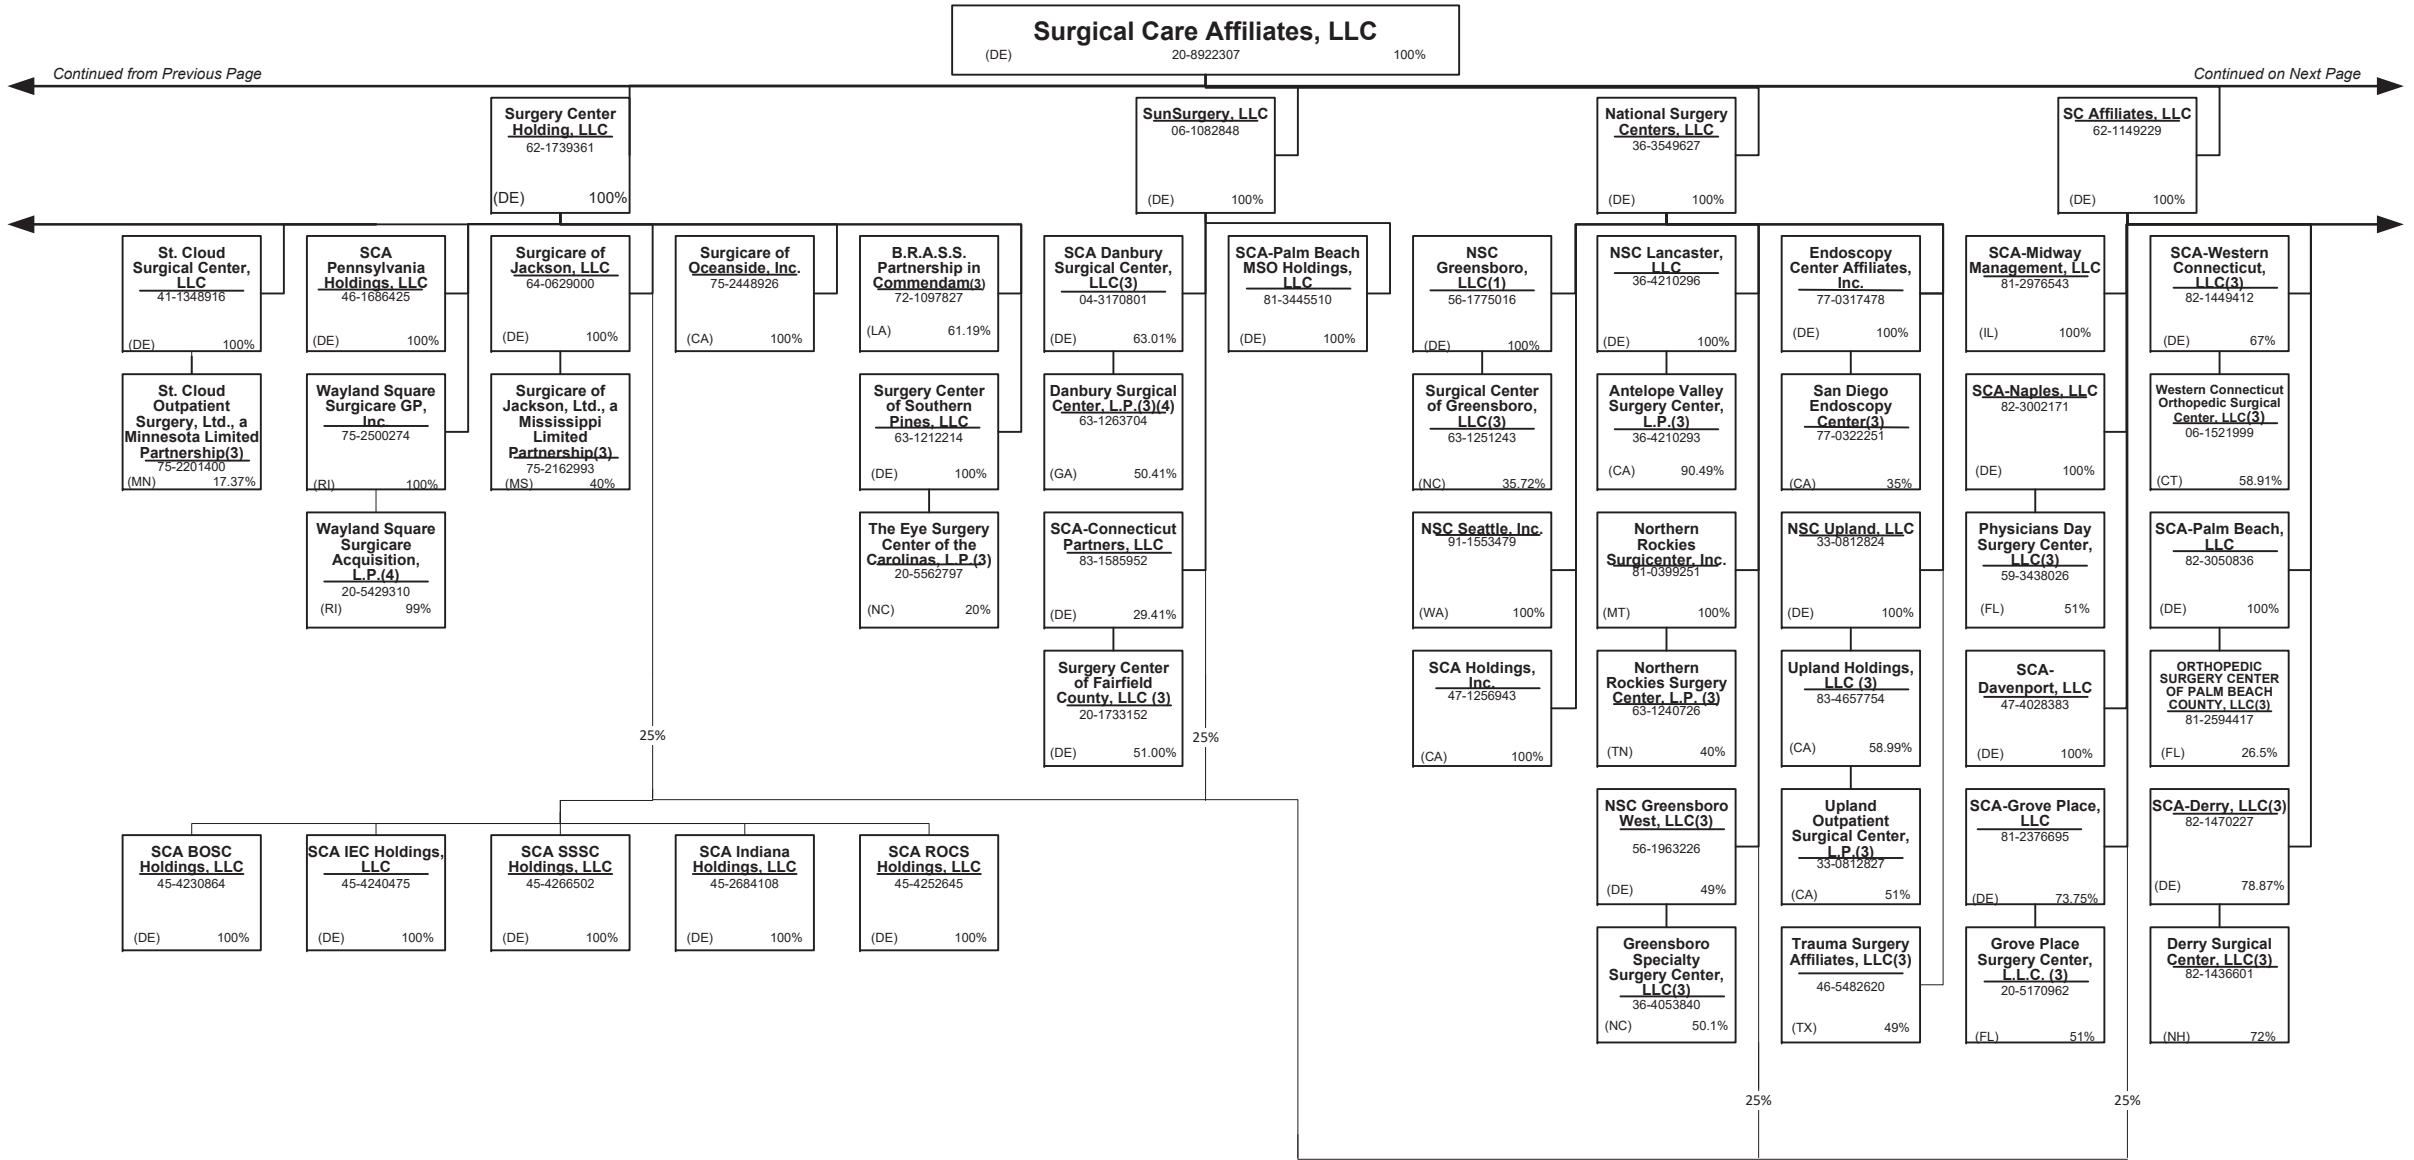 Surgical Care Affiliates, LLC
(DE) 20-8922307 100%
Continued from Previous Page
Continued on Next Page
Surgery Center
Holding, LLC
62-1739361
(DE) 100%
SunSurgery, LLC
06-1082848
(DE) 100%
National Surgery
Centers, LLC
36-3549627
(DE) 100%
SC Affiliates, LLC
62-1149229
(DE) 100%
St. Cloud
Surgical Center,
LLC
41-1348916
(DE) 100%
SCA
Pennsylvania
Holdings, LLC
46-1686425
(DE) 100%
Surgicare of
Jackson, LLC
64-0629000
(DE) 100%
Surgicare of
Oceanside, Inc.
75-2448926
(CA) 100%
B.R.A.S.S.
Partnership in
Commendam(3)
72-1097827
(LA) 61.19%
SCA Danbury
Surgical Center,
LLC(3)
04-3170801
(DE) 63.01%
SCA-Palm Beach
MSO Holdings,
LLC
81-3445510
(DE) 100%
NSC
Greensboro,
LLC(1)
56-1775016
(DE) 100%
NSC Lancaster,
LLC
36-4210296
(DE) 100%
Endoscopy
Center Affiliates,
Inc.
77-0317478
(DE) 100%
SCA-Midway
Management, LLC
81-2976543
(IL) 100%
SCA-Western
Connecticut,
LLC(3)
82-1449412
(DE) 67%
St. Cloud
Outpatient
Surgery, Ltd., a
Minnesota Limited
Partnership(3)
75-2201400
(MN) 17.37%
Wayland Square
Surgicare GP,
Inc.
75-2500274
(RI) 100%
Surgicare of
Jackson, Ltd., a
Mississippi
Limited
Partnership(3)
75-2162993
(MS) 40%
Surgery Center
of Southern
Pines, LLC
63-1212214
(DE) 100%
Danbury Surgical
Center, L.P.(3)(4)
63-1263704
(GA) 50.41%
Surgical Center
of Greensboro,
LLC(3)
63-1251243
(NC) 35.72%
Antelope Valley
Surgery Center,
L.P.(3)
36-4210293
(CA) 90.49%
San Diego
Endoscopy
Center(3)
77-0322251
(CA) 35%
SCA-Naples, LLC
82-3002171
(DE) 100%
Western Connecticut
Orthopedic Surgical
Center, LLC(3)
06-1521999
(CT) 58.91%
Wayland Square
Surgicare
Acquisition,
L.P.(4)
20-5429310
(RI) 99%
The Eye Surgery
Center of the
Carolinas, L.P.(3)
20-5562797
(NC) 20%
SCA-Connecticut
Partners, LLC
83-1585952
(DE) 29.41%
NSC Seattle, Inc.
91-1553479
(WA) 100%
Northern
Rockies
Surgicenter, Inc.
81-0399251
(MT) 100%
NSC Upland, LLC
33-0812824
(DE) 100%
Physicians Day
Surgery Center,
LLC(3)
59-3438026
(FL) 51%
SCA-Palm Beach,
LLC
82-3050836
(DE) 100%
Surgery Center
of Fairfield
County, LLC (3)
20-1733152
(DE) 51.00%
SCA Holdings,
Inc.
47-1256943
(CA) 100%
Northern
Rockies Surgery
Center, L.P. (3)
63-1240726
(TN) 40%
Upland Holdings,
LLC (3)
83-4657754
(CA) 58.99%
SCA-
Davenport, LLC
47-4028383
(DE) 100%
ORTHOPEDIC
SURGERY CENTER
OF PALM BEACH
COUNTY, LLC(3)
81-2594417
(FL) 26.5%
25%
25%
NSC Greensboro
West, LLC(3)
56-1963226
(DE) 49%
Upland
Outpatient
Surgical Center,
L.P.(3)
33-0812827
(CA) 51%
SCA-Grove Place,
LLC
81-2376695
(DE) 73.75%
SCA-Derry, LLC(3)
82-1470227
(DE) 78.87%
SCA BOSC
Holdings, LLC
45-4230864
(DE) 100%
SCA IEC Holdings,
LLC
45-4240475
(DE) 100%
SCA SSSC
Holdings, LLC
45-4266502
(DE) 100%
SCA Indiana
Holdings, LLC
45-2684108
(DE) 100%
SCA ROCS
Holdings, LLC
45-4252645
(DE) 100%
Greensboro
Specialty
Surgery Center,
LLC(3)
36-4053840
(NC) 50.1%
Trauma Surgery
Affiliates, LLC(3)
46-5482620
(TX) 49%
Grove Place
Surgery Center,
L.L.C. (3)
20-5170962
(FL) 51%
Derry Surgical
Center, LLC(3)
82-1436601
(NH) 72%
25%
25%